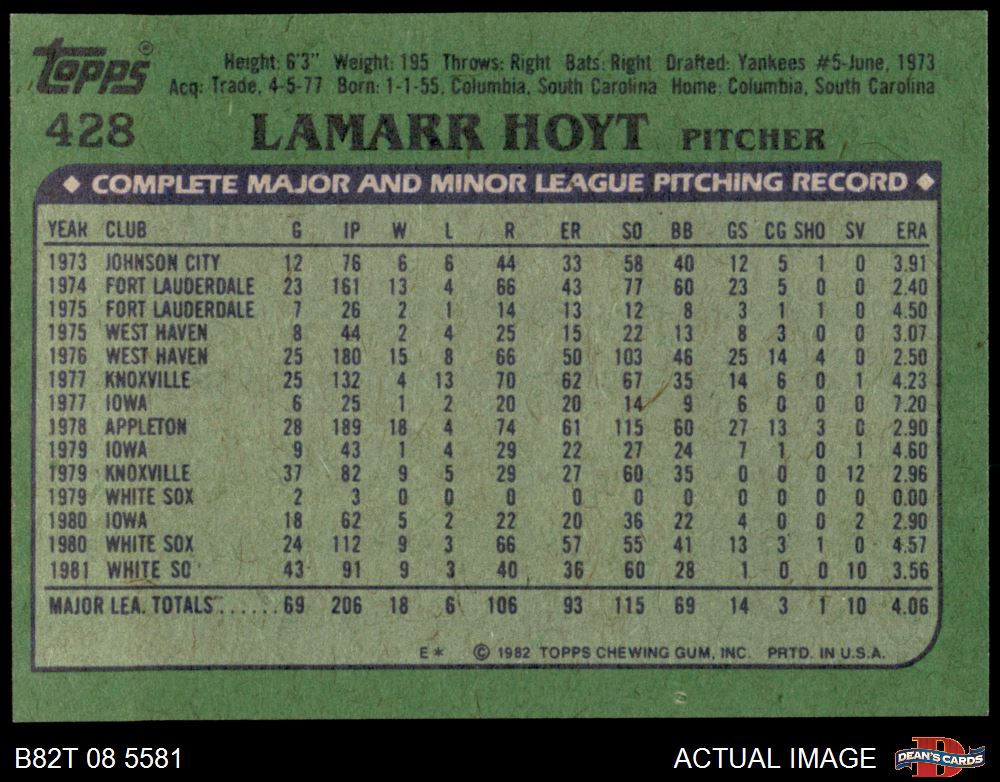 Topps®
Height: 6'3" Weight: 195 Throws: Right Bats: Right Drafted: Yankees #5-June, 1973
Acq: Trade, 4-5-77 Born: 1-1-55, Columbia, South Carolina Home: Columbia, South Carolina
428 LAMARR HOYT PITCHER
◆ COMPLETE MAJOR AND MINOR LEAGUE PITCHING RECORD ◆
YEAR CLUB G IP W L R ER SO BB GS CG SHO SV ERA
1973 JOHNSON CITY 12 76 6 6 44 33 58 40 12 5 1 0 3.91
1974 FORT LAUDERDALE 23 161 13 4 66 43 77 60 23 5 0 0 2.40
1975 FORT LAUDERDALE 7 26 2 1 14 13 12 8 3 1 1 0 4.50
1975 WEST HAVEN 8 44 2 4 25 15 22 13 8 3 0 0 3.07
1976 WEST HAVEN 25 180 15 8 66 50 103 46 25 14 4 0 2.50
1977 KNOXVILLE 25 132 4 13 70 62 67 35 14 6 0 1 4.23
1977 IOWA 6 25 1 2 20 20 14 9 6 0 0 0 7.20
1978 APPLETON 28 189 18 4 74 61 115 60 27 13 3 0 2.90
1979 IOWA 9 43 1 4 29 22 27 24 7 1 0 1 4.60
1979 KNOXVILLE 37 82 9 5 29 27 60 35 0 0 0 12 2.96
1979 WHITE SOX 2 3 0 0 0 0 0 0 0 0 0 0 0.00
1980 IOWA 18 62 5 2 22 20 36 22 4 0 0 2 2.90
1980 WHITE SOX 24 112 9 3 66 57 55 41 13 3 1 0 4.57
1981 WHITE SO 43 91 9 3 40 36 60 28 1 0 0 10 3.56
MAJOR LEA. TOTALS......69 206 18 6 106 93 115 69 14 3 1 10 4.06
E* © 1982 TOPPS CHEWING GUM, INC. PRTD. IN U.S.A.
B82T 08 5581 ACTUAL IMAGE D DEAN'S CARDS